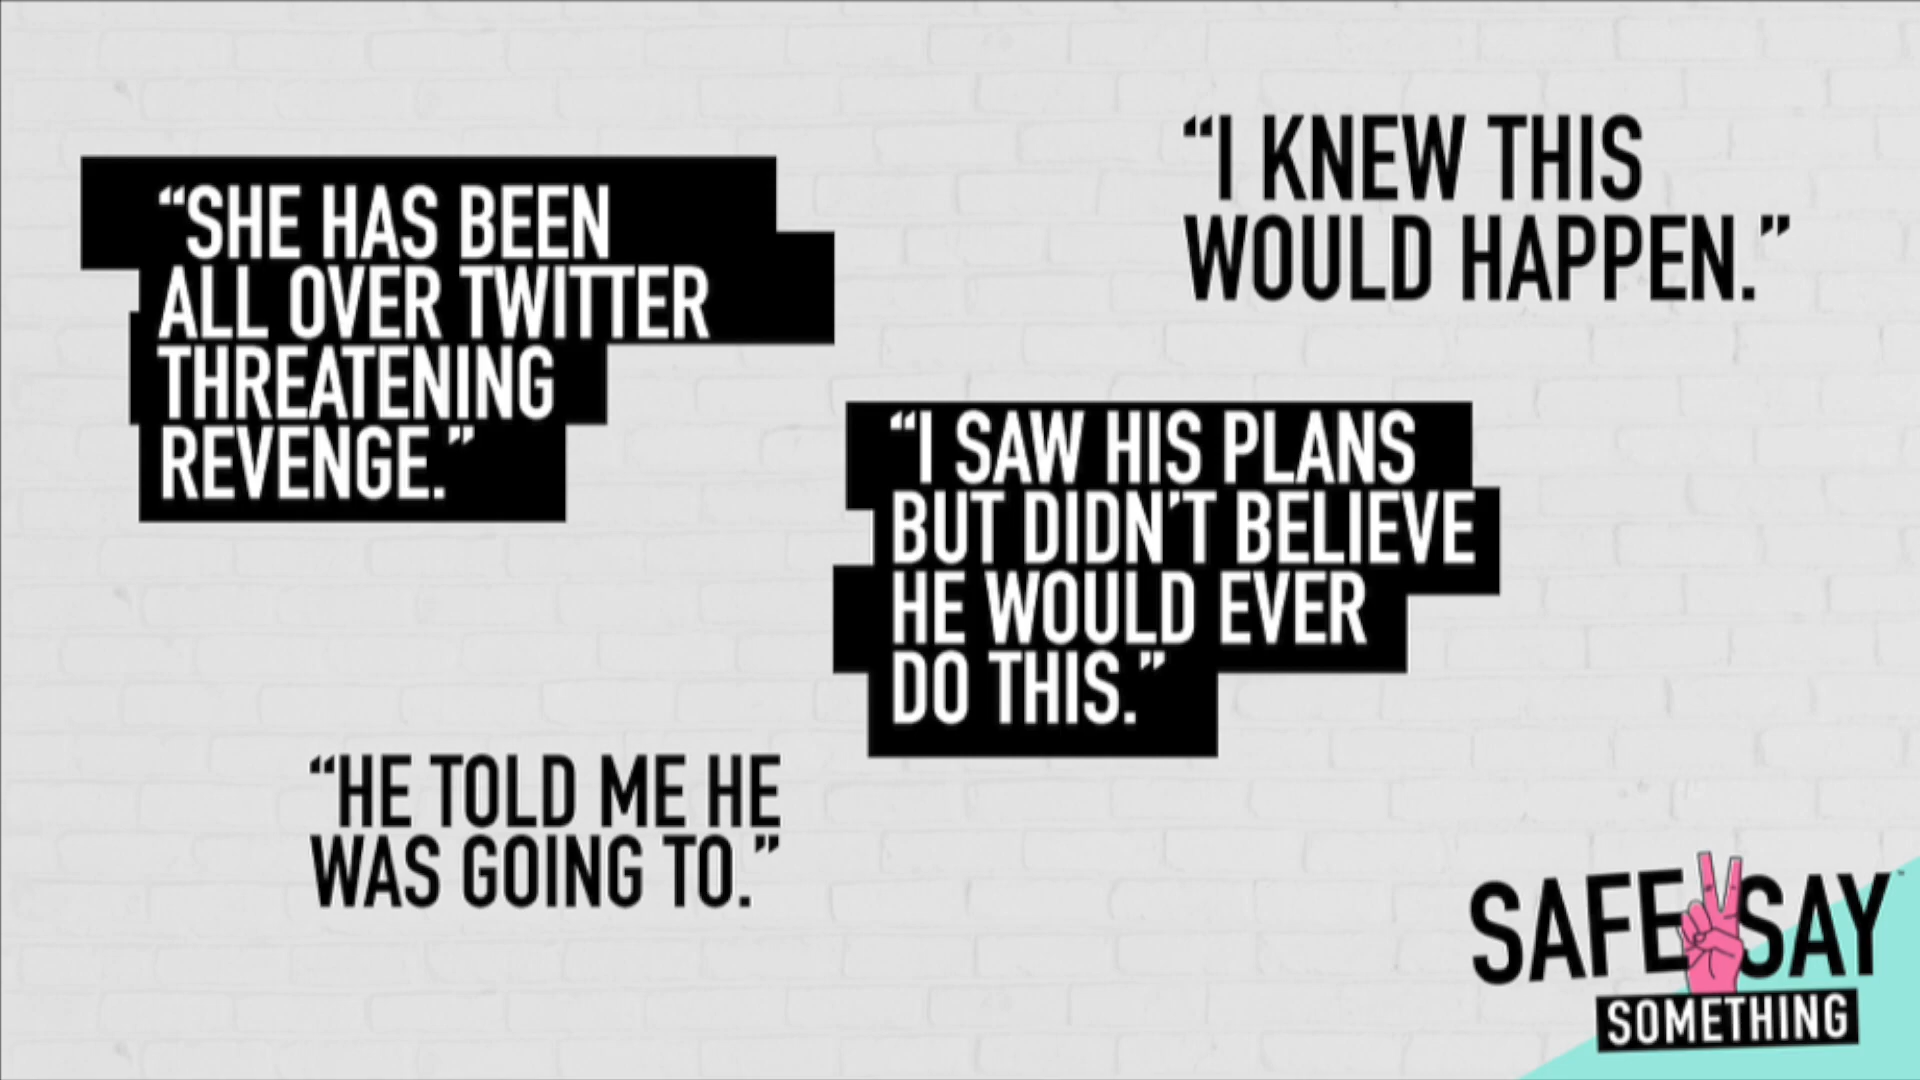 “SHE HAS BEEN
ALL OVER TWITTER
THREATENING
REVENGE.”
“I KNEW THIS
WOULD HAPPEN.”
“I SAW HIS PLANS
BUT DIDN’T BELIEVE
HE WOULD EVER
DO THIS.”
“HE TOLD ME HE
WAS GOING TO.”
SAFE SAY
SOMETHING